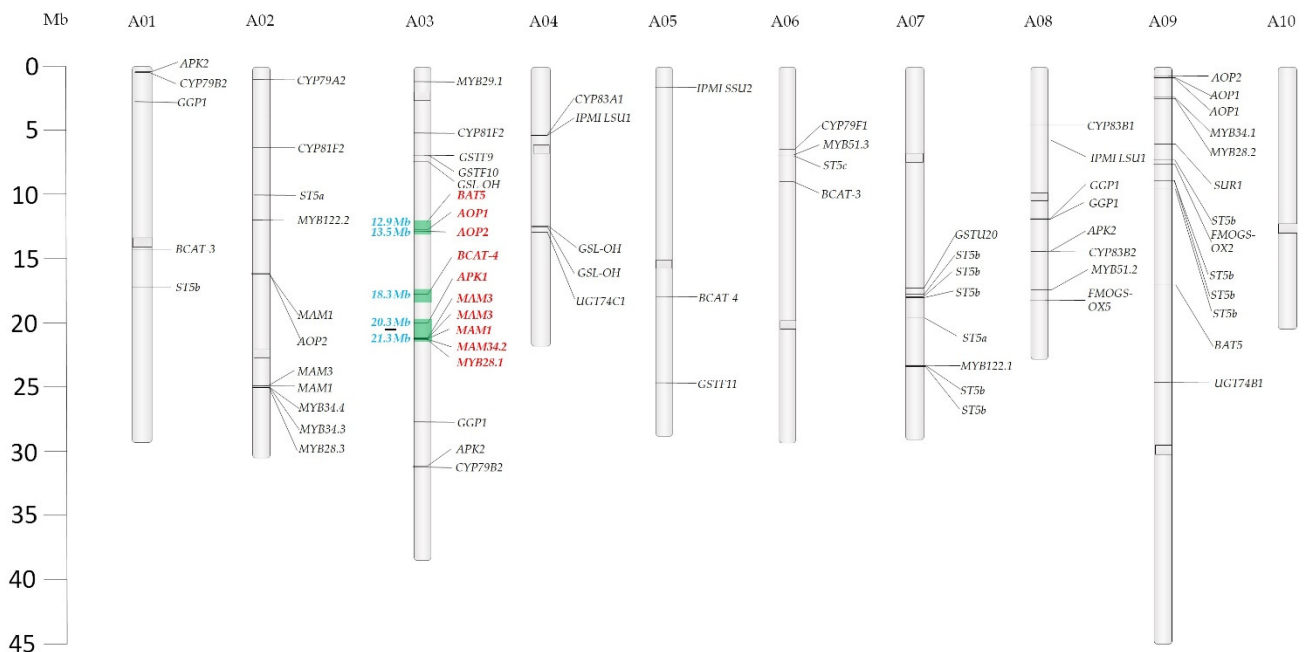 Mb A01 A02 A03 A04 A05 A06 A07 A08 A09 A10
0
5
10
15
20
25
30
35
40
45
APK2
CYP79B2
GGP1
BCAT 3
ST5b
CYP79A2
CYP81F2
ST5a
MYB122.2
MAM1
AOP2
MAM3
MAM1
MYB34.4
MYB34.3
MYB28.3
12.9 Mb
13.5 Mb
18.3 Mb
20.3 Mb
21.3 Mb
MYB29.1
CYP81F2
GSTF9
GSTF10
GSL OH
BAT5
AOP1
AOP2
BCAT-4
APK1
MAM3
MAM3
MAM1
MAM34.2
MYB28.1
GGP1
APK2
CYP79B2
CYP83A1
IPMI LSU1
GSL-OH
GSL-OH
UGT74C1
IPMI SSU2
BCAT 4
GSTF11
CYP79F1
MYB51.3
ST5c
BCAT-3
GSTU20
ST5b
ST5b
ST5b
ST5a
MYB122.1
ST5b
ST5b
CYP83B1
IPMI LSU1
GGP1
GGP1
APK2
CYP83B2
MYB51.2
FMOGS-
OX5
AOP2
AOP1
AOP1
MYB34.1
MYB28.2
SUR1
ST5b
FMOGS-
OX2
ST5b
ST5b
ST5b
BAT5
UGT74B1